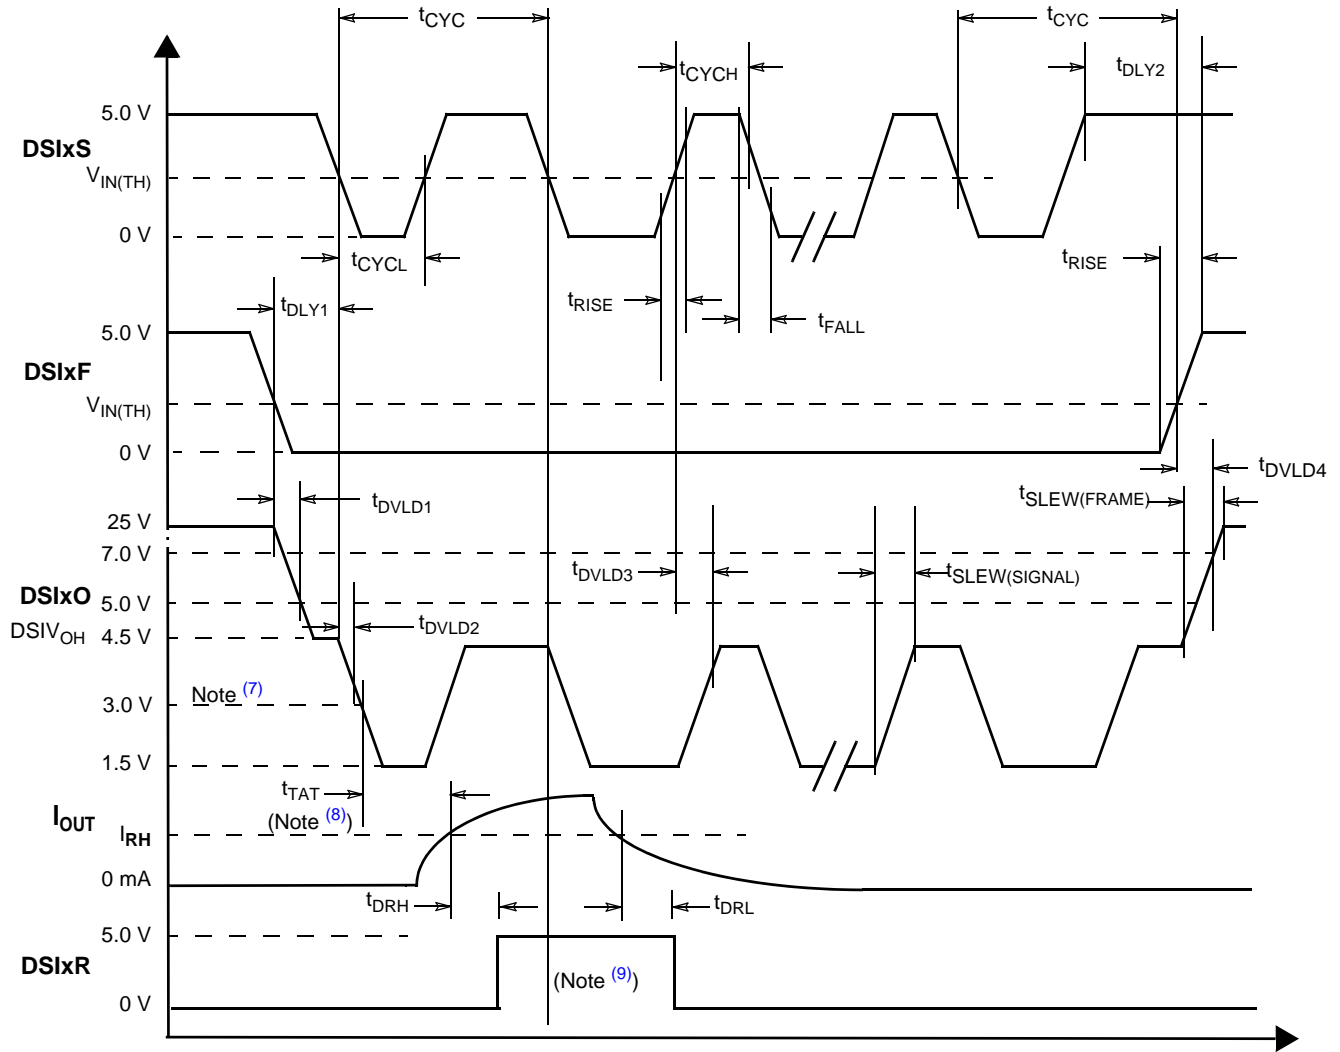 tCYC
tCYC
tCYCH
tDLY2
5.0 V
DSIxS
VIN(TH)
0 V
tCYCL
tRISE
tDLY1
tRISE
tFALL
5.0 V
DSIxF
VIN(TH)
0 V
tDVLD4
tSLEW(FRAME)
tDVLD1
25 V
7.0 V
tDVLD3
tSLEW(SIGNAL)
DSIxO
5.0 V
DSIVOH
4.5 V
tDVLD2
Note (7)
3.0 V
1.5 V
tTAT
(Note (8))
IOUT
IRH
0 mA
tDRH
tDRL
5.0 V
DSIxR
(Note (9))
0 V